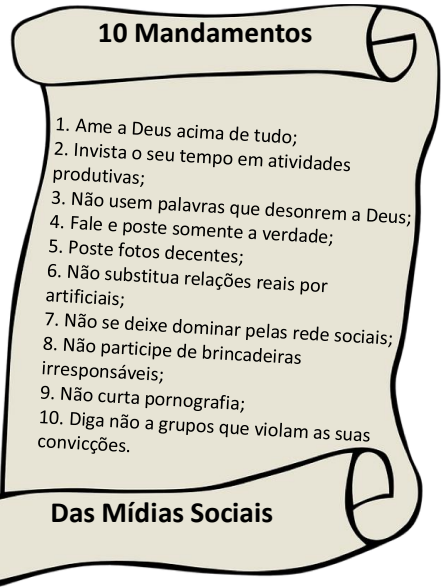 10 Mandamentos
1. Ame a Deus acima de tudo;
2. Invista o seu tempo em atividades
produtivas;
3. Não usem palavras que desonrem a Deus;
4. Fale e poste somente a verdade;
5. Poste fotos decentes;
6. Não substitua relações reais por
artificiais;
7. Não se deixe dominar pelas rede sociais;
8. Não participe de brincadeiras
irresponsáveis;
9. Não curta pornografia;
10. Diga não a grupos que violam as suas
convicções.
Das Mídias Sociais